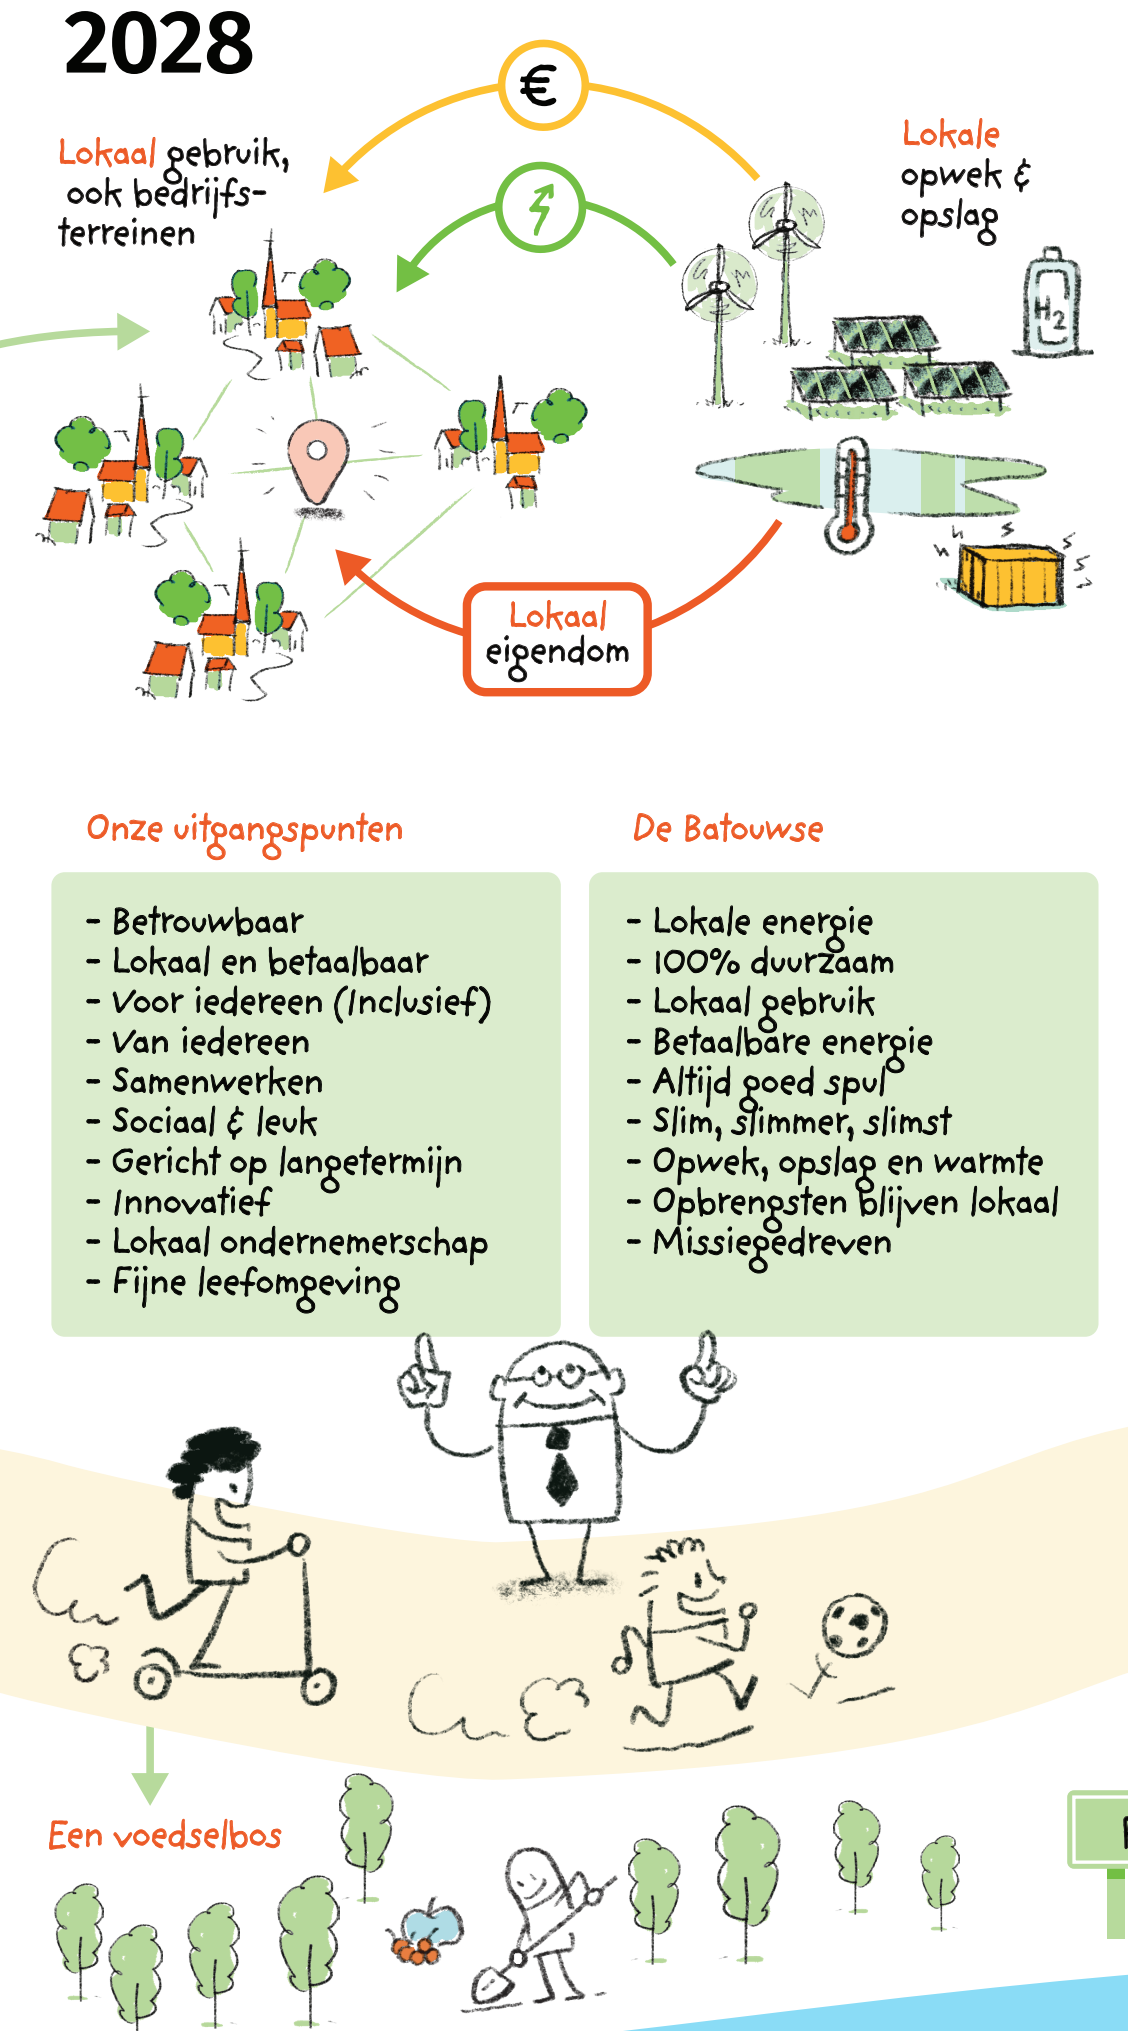 2028
€
Lokaal gebruik,
ook bedrijfs-
terreinen
Lokale
opwek &
opslag
H2
Lokaal
eigendom
Onze uitgangspunten
- Betrouwbaar
- Lokaal en betaalbaar
- Voor iedereen (Inclusief)
- Van iedereen
- Samenwerken
- Sociaal & leuk
- Gericht op langetermijn
- Innovatief
- Lokaal ondernemerschap
- Fijne leefomgeving
De Batouwse
- Lokale energie
- 100% duurzaam
- Lokaal gebruik
- Betaalbare energie
- Altijd goed spul
- Slim, slimmer, slimst
- Opwek, opslag en warmte
- Opbrengsten blijven lokaal
- Missiegedreven
Een voedselbos